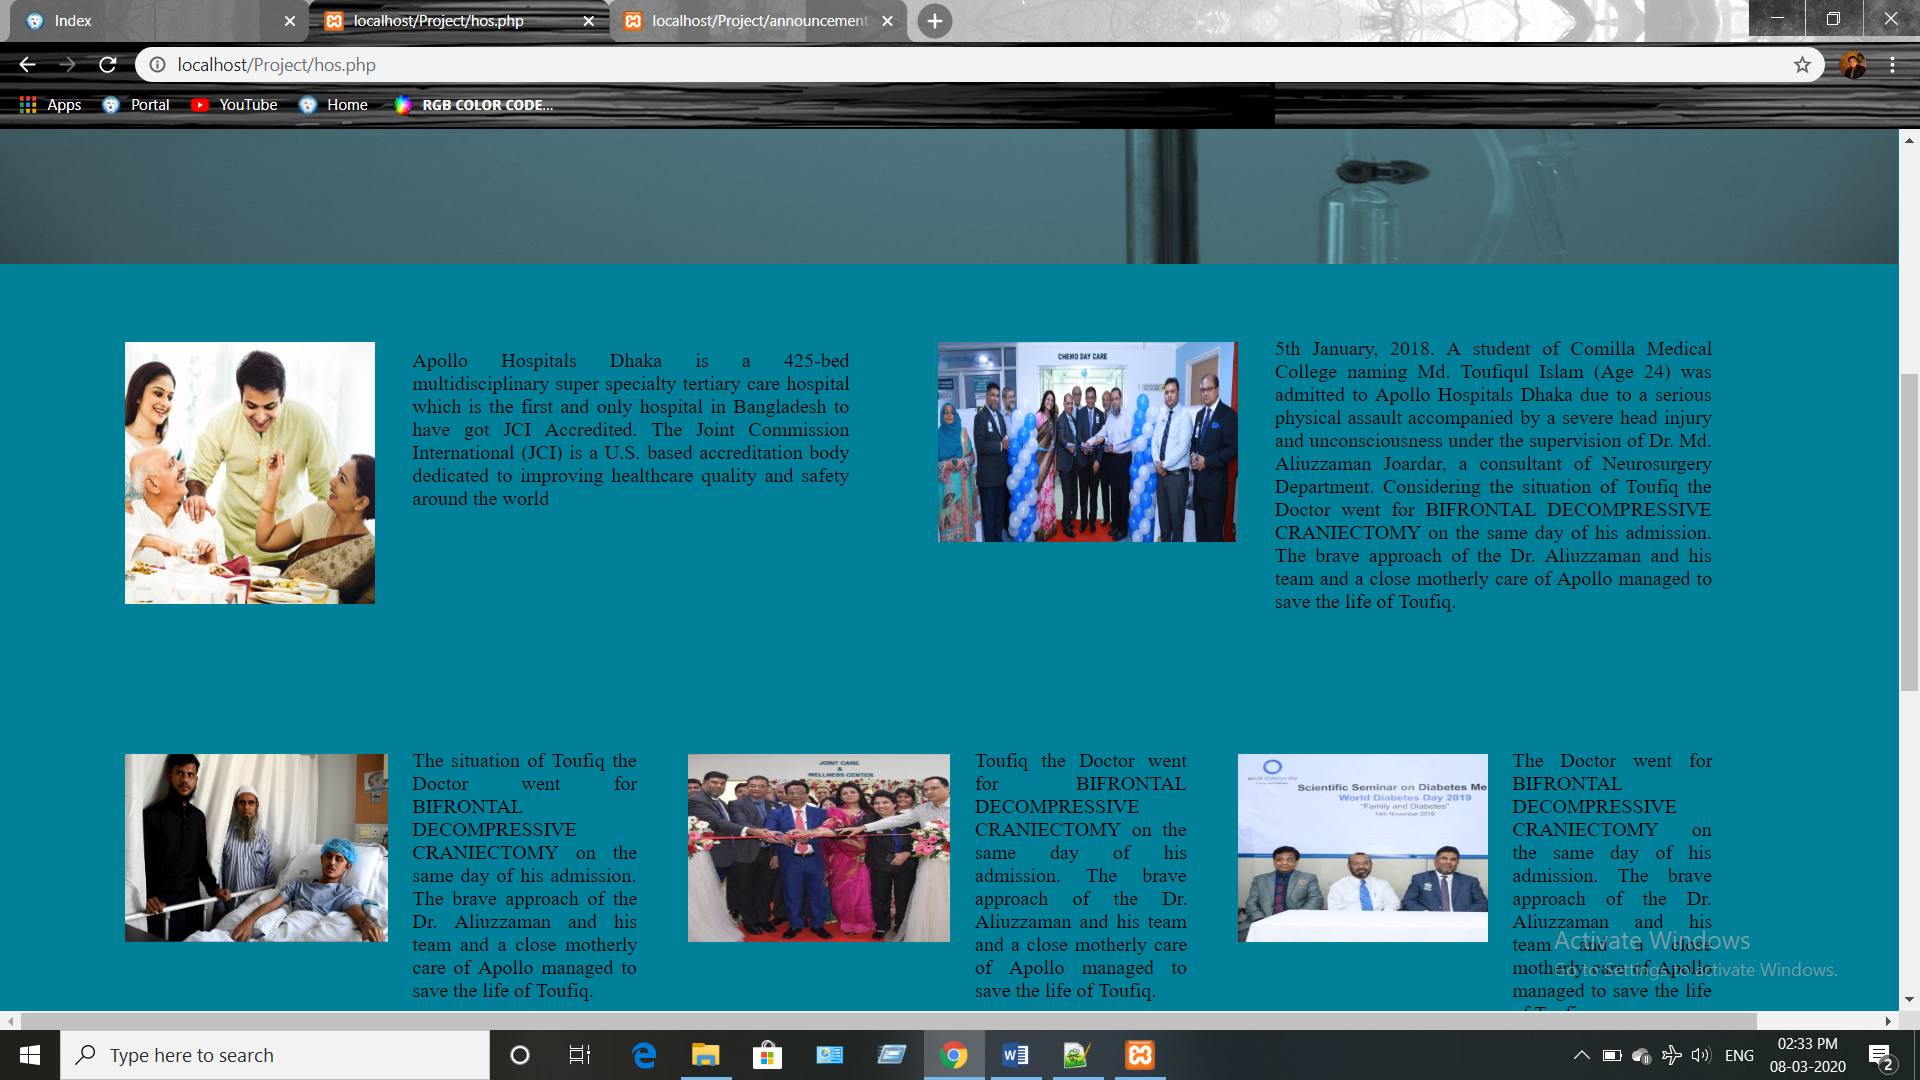 Index
localhost/Project/hos.php
localhost/Project/announcement
localhost/Project/hos.php
Apps
Portal
YouTube
Home
RGB COLOR CODE...
Apollo Hospitals Dhaka is a 425-bed
multidisciplinary super specialty tertiary care hospital
which is the first and only hospital in Bangladesh to
have got JCI Accredited. The Joint Commission
International (JCI) is a U.S. based accreditation body
dedicated to improving healthcare quality and safety
around the world
CHEMO DAY CARE
5th January, 2018. A student of Comilla Medical
College naming Md. Toufiqul Islam (Age 24) was
admitted to Apollo Hospitals Dhaka due to a serious
physical assault accompanied by a severe head injury
and unconsciousness under the supervision of Dr. Md.
Aliuzzaman Joardar, a consultant of Neurosurgery
Department. Considering the situation of Toufiq the
Doctor went for BIFRONTAL DECOMPRESSIVE
CRANIECTOMY on the same day of his admission.
The brave approach of the Dr. Aliuzzaman and his
team and a close motherly care of Apollo managed to
save the life of Toufiq.
The situation of Toufiq the
Doctor went for
BIFRONTAL
DECOMPRESSIVE
CRANIECTOMY on the
same day of his admission.
The brave approach of the
Dr. Aliuzzaman and his
team and a close motherly
care of Apollo managed to
save the life of Toufiq.
JOINT CARE
&
WELLNESS CENTER
Toufiq the Doctor went
for BIFRONTAL
DECOMPRESSIVE
CRANIECTOMY on the
same day of his
admission. The brave
approach of the Dr.
Aliuzzaman and his team
and a close motherly care
of Apollo managed to
save the life of Toufiq.
world diabetes day
Scientific Seminar on Diabetes Me
World Diabetes Day 2019
"Family and Diabetes"
14th November 2019
The Doctor went for
BIFRONTAL
DECOMPRESSIVE
CRANIECTOMY on
the same day of his
admission. The brave
approach of the Dr.
Aliuzzaman and his
team and a close
motherly care of Apollo
managed to save the life
of Toufiq.
Activate Windows
Go to Settings to activate Windows.
Type here to search
ENG
02:33 PM
08-03-2020
2